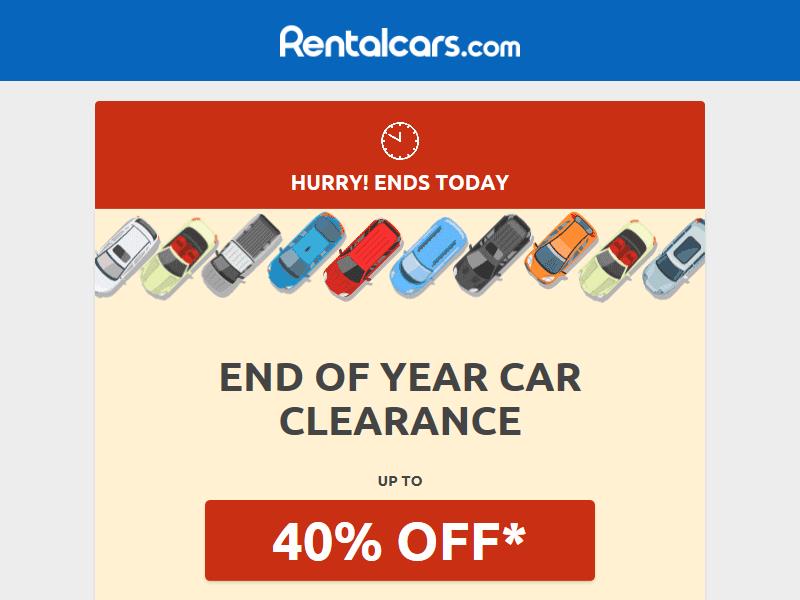 Rentalcars.com
HURRY! ENDS TODAY
END OF YEAR CAR
CLEARANCE
UP TO
40% OFF*